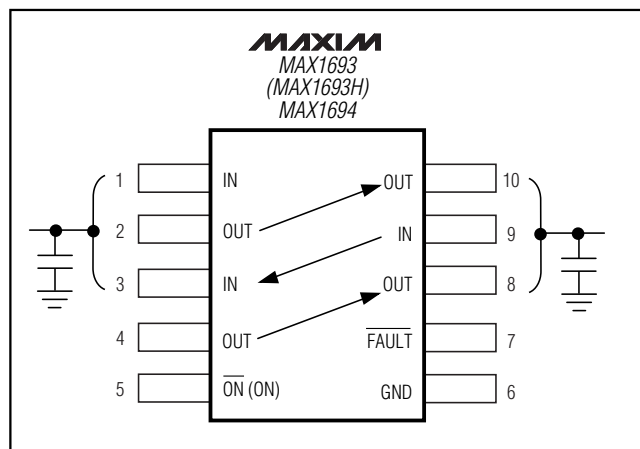 MAXIM
MAX1693
(MAX1693H)
MAX1694
1 IN OUT 10
2 OUT IN 9
3 IN OUT 8
4 OUT FAULT 7
5 ON (ON) GND 6